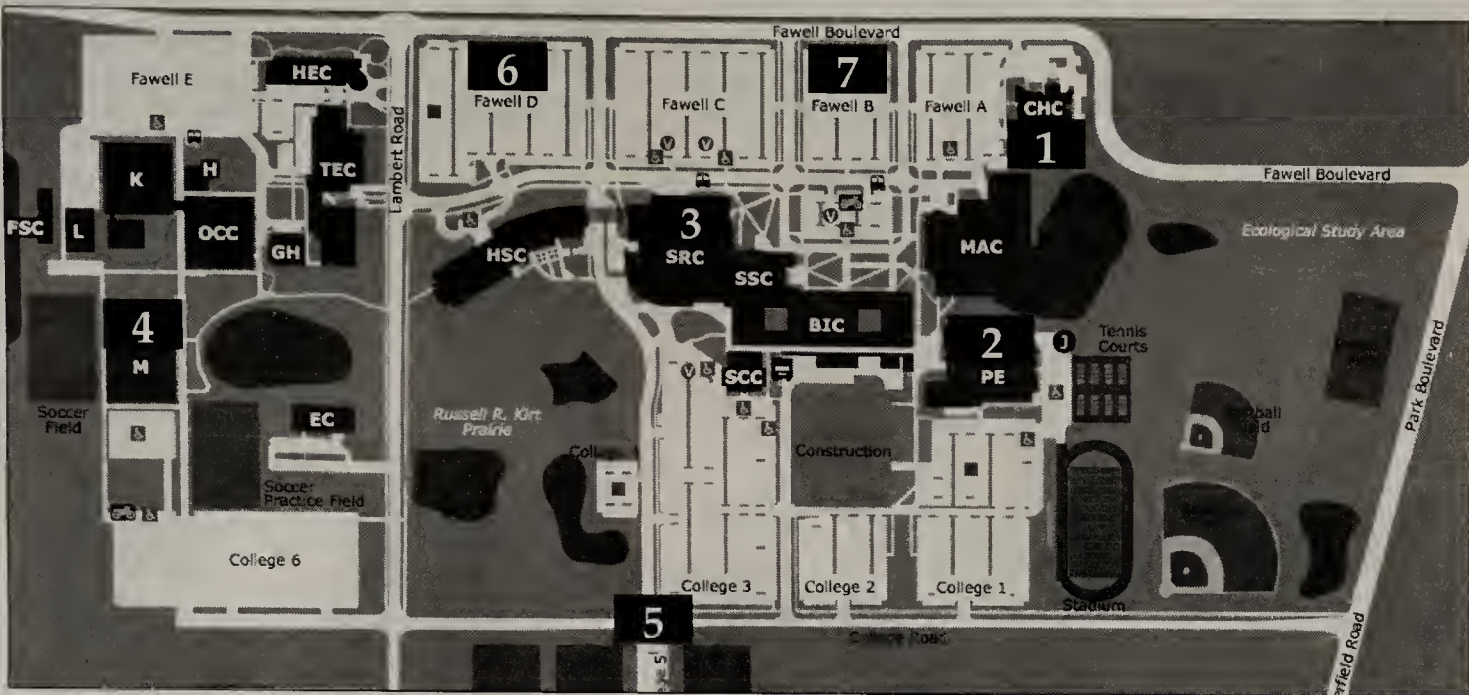 Fawell Boulevard
6
7
Fawell E
HEC
Fawell D
Fawell C
Fawell B
Fawell A
CHC
1
Lambert Road
TEC
K
H
Fawell Boulevard
FSC
L
OCC
GH
HSC
3
SRC
SSC
MAC
Ecological Study Area
4
M
BIC
2
PE
J
Tennis
Courts
Park Boulevard
SCC
V
V
V
V
Soccer
Field
EC
Russell R. Kirt
Prairie
Construction
Soccer
Practice Field
College 6
College 3
College 2
College 1
Stadium
5
College Road